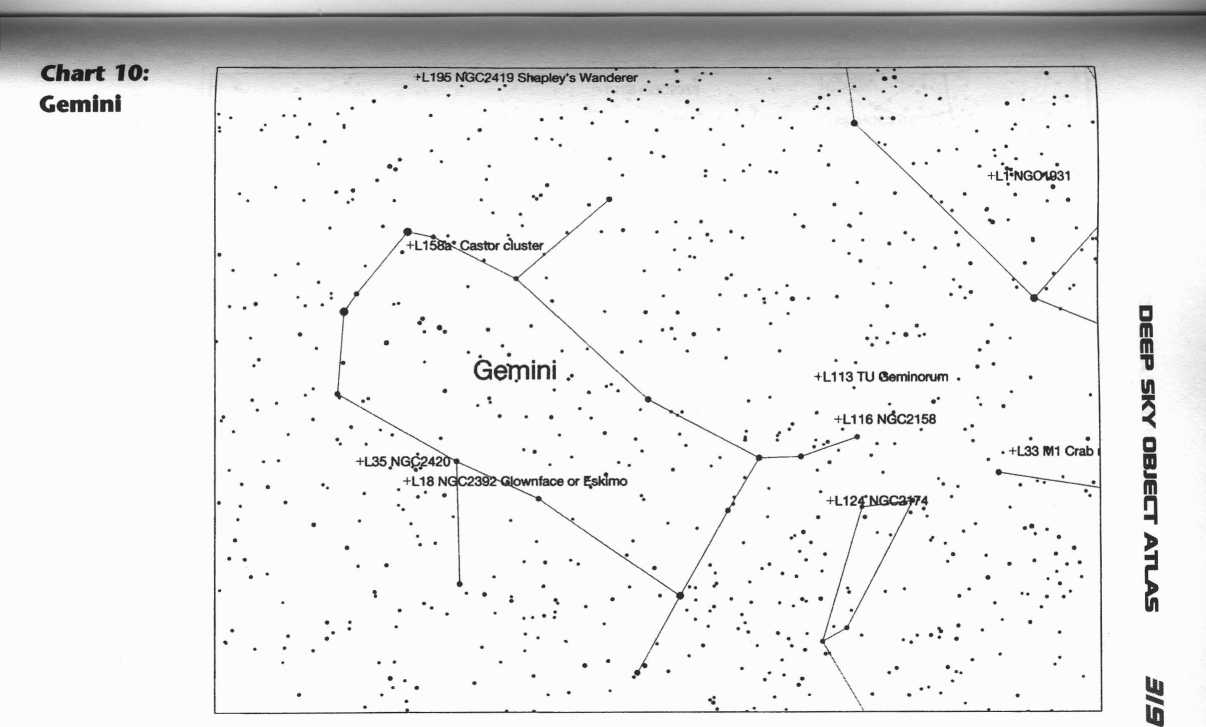 Chart 10:
Gemini
+L195 NGC2419 Shapley's Wanderer
+L1 NGC1931
+L158a Castor cluster
Gemini
+L113 TU Geminorum
+L116 NGC2158
+L33 M1 Crab
+L35 NGC2420
+L18 NGC2392 Clownface or Eskimo
+L124 NGC2174
DEEP SKY OBJECT ATLAS
319